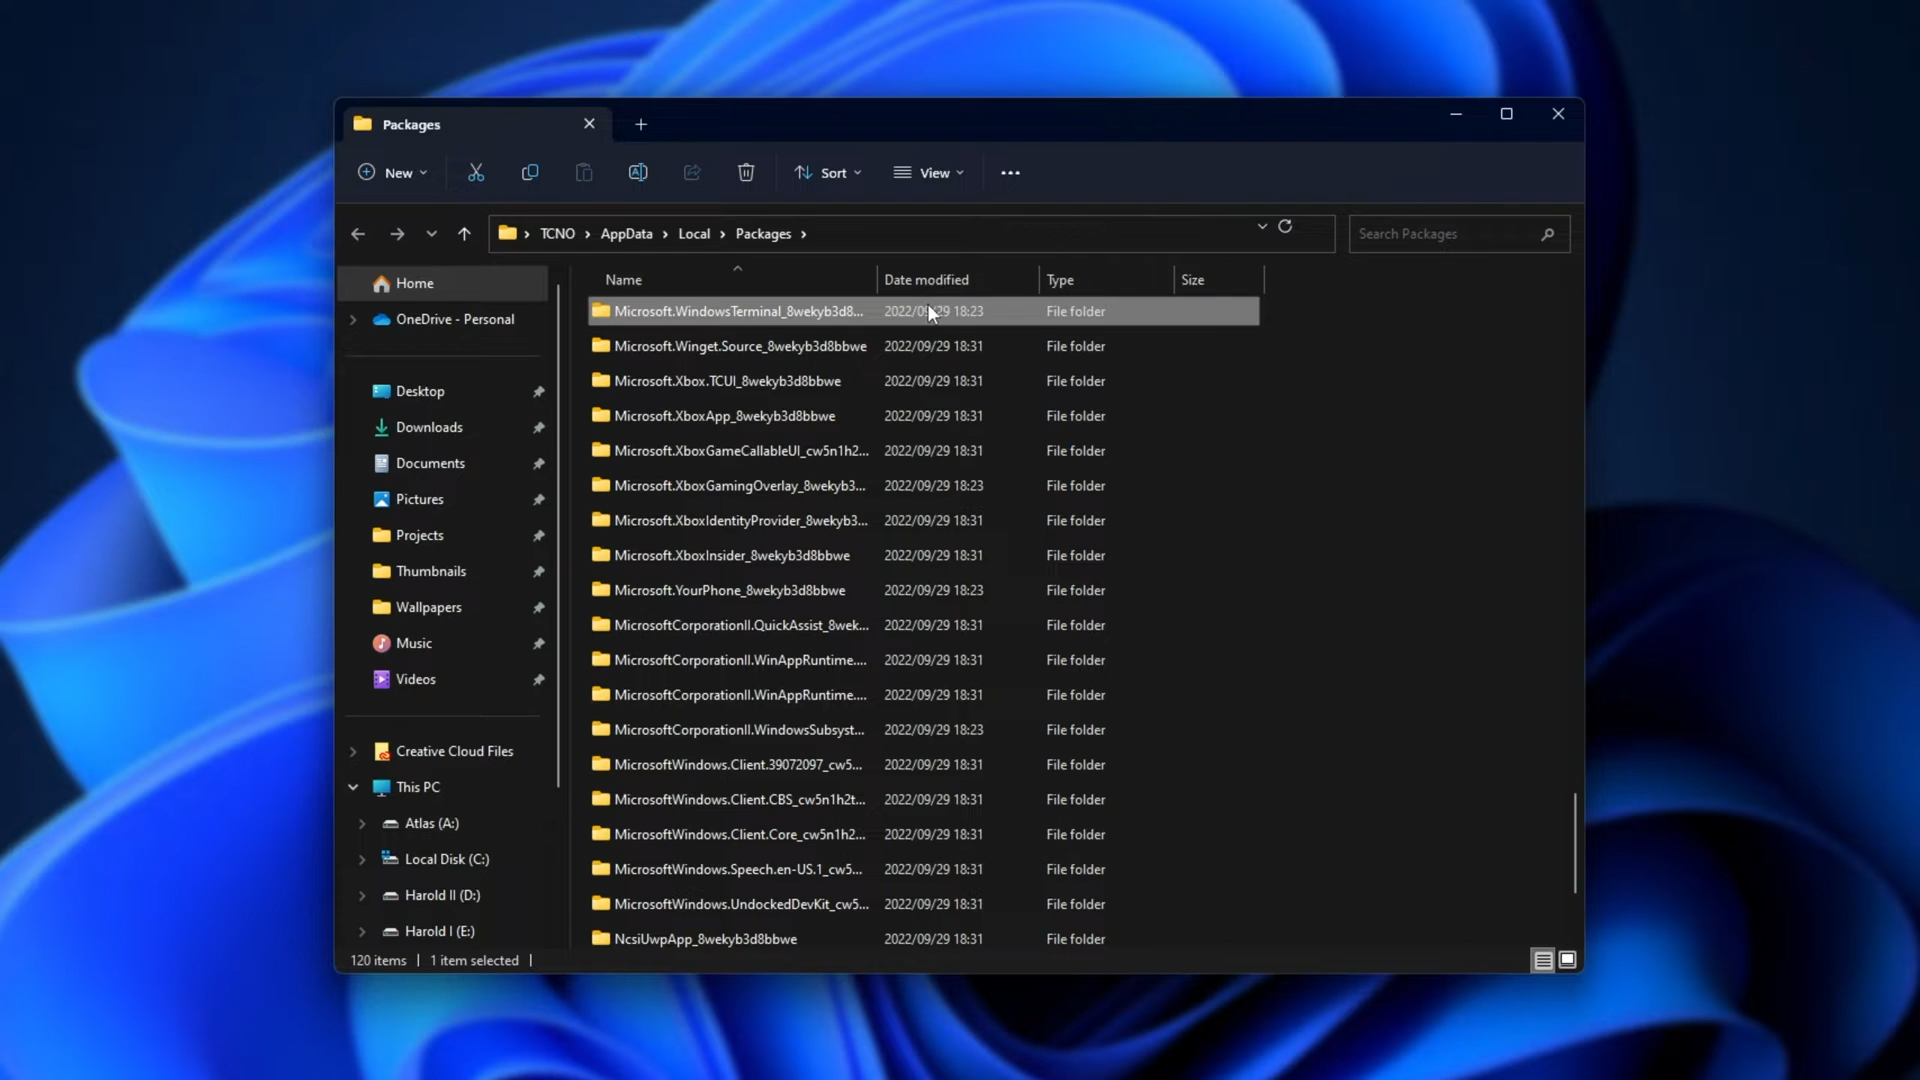 Packages
New
Sort
View
TCNO > AppData > Local > Packages >
Search Packages
Home
OneDrive - Personal
Desktop
Downloads
Documents
Pictures
Projects
Thumbnails
Wallpapers
Music
Videos
Creative Cloud Files
This PC
Atlas (A:)
Local Disk (C:)
Harold II (D:)
Harold I (E:)
Name Date modified Type Size
Microsoft.WindowsTerminal_8wekyb3d8... 2022/09/29 18:23 File folder
Microsoft.Winget.Source_8wekyb3d8bbwe 2022/09/29 18:31 File folder
Microsoft.Xbox.TCUI_8wekyb3d8bbwe 2022/09/29 18:31 File folder
Microsoft.XboxApp_8wekyb3d8bbwe 2022/09/29 18:31 File folder
Microsoft.XboxGameCallableUI_cw5n1h2... 2022/09/29 18:31 File folder
Microsoft.XboxGamingOverlay_8wekyb3... 2022/09/29 18:23 File folder
Microsoft.XboxIdentityProvider_8wekyb3... 2022/09/29 18:31 File folder
Microsoft.XboxInsider_8wekyb3d8bbwe 2022/09/29 18:31 File folder
Microsoft.YourPhone_8wekyb3d8bbwe 2022/09/29 18:23 File folder
MicrosoftCorporationII.QuickAssist_8wek... 2022/09/29 18:31 File folder
MicrosoftCorporationII.WinAppRuntime.... 2022/09/29 18:31 File folder
MicrosoftCorporationII.WinAppRuntime.... 2022/09/29 18:31 File folder
MicrosoftCorporationII.WindowsSubsyst... 2022/09/29 18:23 File folder
MicrosoftWindows.Client.39072097_cw5... 2022/09/29 18:31 File folder
MicrosoftWindows.Client.CBS_cw5n1h2t... 2022/09/29 18:31 File folder
MicrosoftWindows.Client.Core_cw5n1h2... 2022/09/29 18:31 File folder
MicrosoftWindows.Speech.en-US.1_cw5... 2022/09/29 18:31 File folder
MicrosoftWindows.UndockedDevKit_cw5... 2022/09/29 18:31 File folder
NcsiUwpApp_8wekyb3d8bbwe 2022/09/29 18:31 File folder
120 items | 1 item selected |